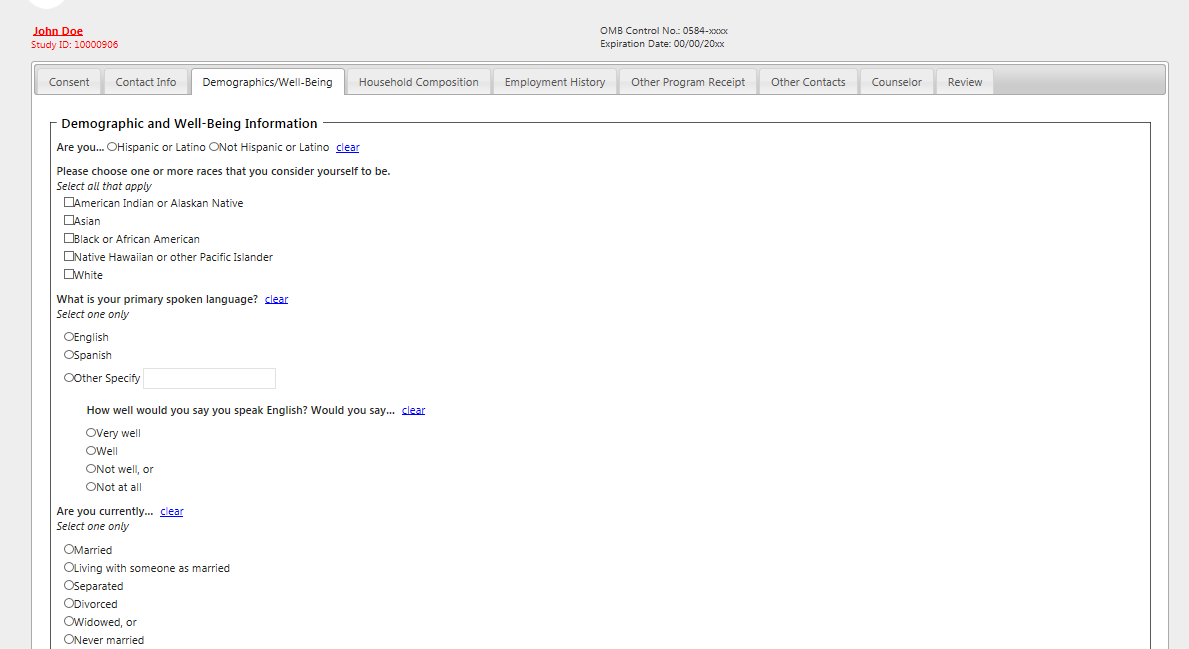 John Doe
Study ID: 10000906
OMB Control No.: 0584-xxxx
Expiration Date: 00/00/20xx
Consent Contact Info Demographics/Well-Being Household Composition Employment History Other Program Receipt Other Contacts Counselor Review
Demographic and Well-Being Information
Are you... Hispanic or Latino Not Hispanic or Latino clear
Please choose one or more races that you consider yourself to be.
Select all that apply
American Indian or Alaskan Native
Asian
Black or African American
Native Hawaiian or other Pacific Islander
White
What is your primary spoken language? clear
Select one only
English
Spanish
Other Specify
How well would you say you speak English? Would you say... clear
Very well
Well
Not well, or
Not at all
Are you currently... clear
Select one only
Married
Living with someone as married
Separated
Divorced
Widowed, or
Never married